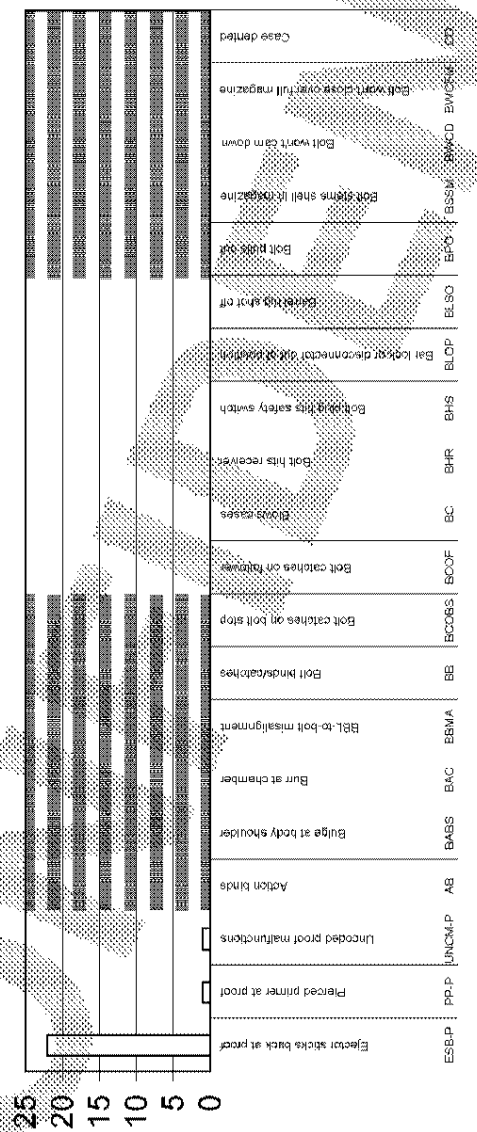 Case dented
CD
Bolt won't close over full magazine
Bolt won't cam down
BWCD
Bolt stems shell in magazine
BSSM
Bolt pulls out
BPO
Barrel lug shot off
BLSO
Bar lock or disconnector out of position
BLOP
Bolt plug hits safety switch
BHS
Bolt hits receiver
BHR
Blows cases
BC
Bolt catches on follower
BCOF
Bolt catches on bolt stop
BCOBS
Bolt binds/catches
BB
BBL-to-bolt misalignment
BBMA
Burr at chamber
BAC
Bulge at body shoulder
BABS
Action binds
AB
Uncoded proof malfunctions
UNCM-P
Pierced primer at proof
PP-P
Ejector sticks back at proof
ESB-P
25
20
15
10
5
0